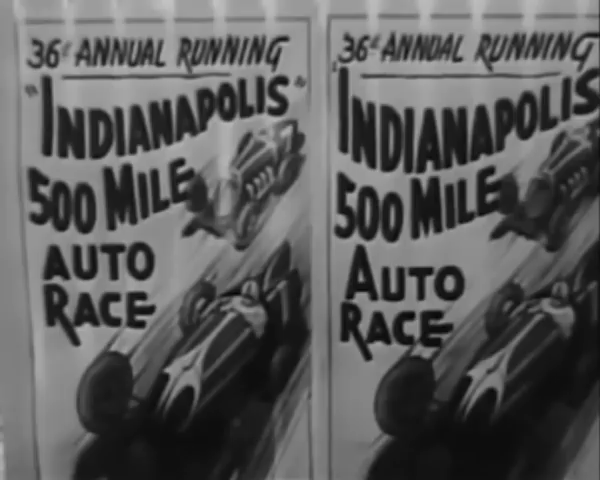 36th ANNUAL RUNNING
"INDIANAPOLIS"
500 MILE
AUTO
RACE
36th ANNUAL RUNNING
"INDIANAPOLIS
500 MILE
AUTO
RACE